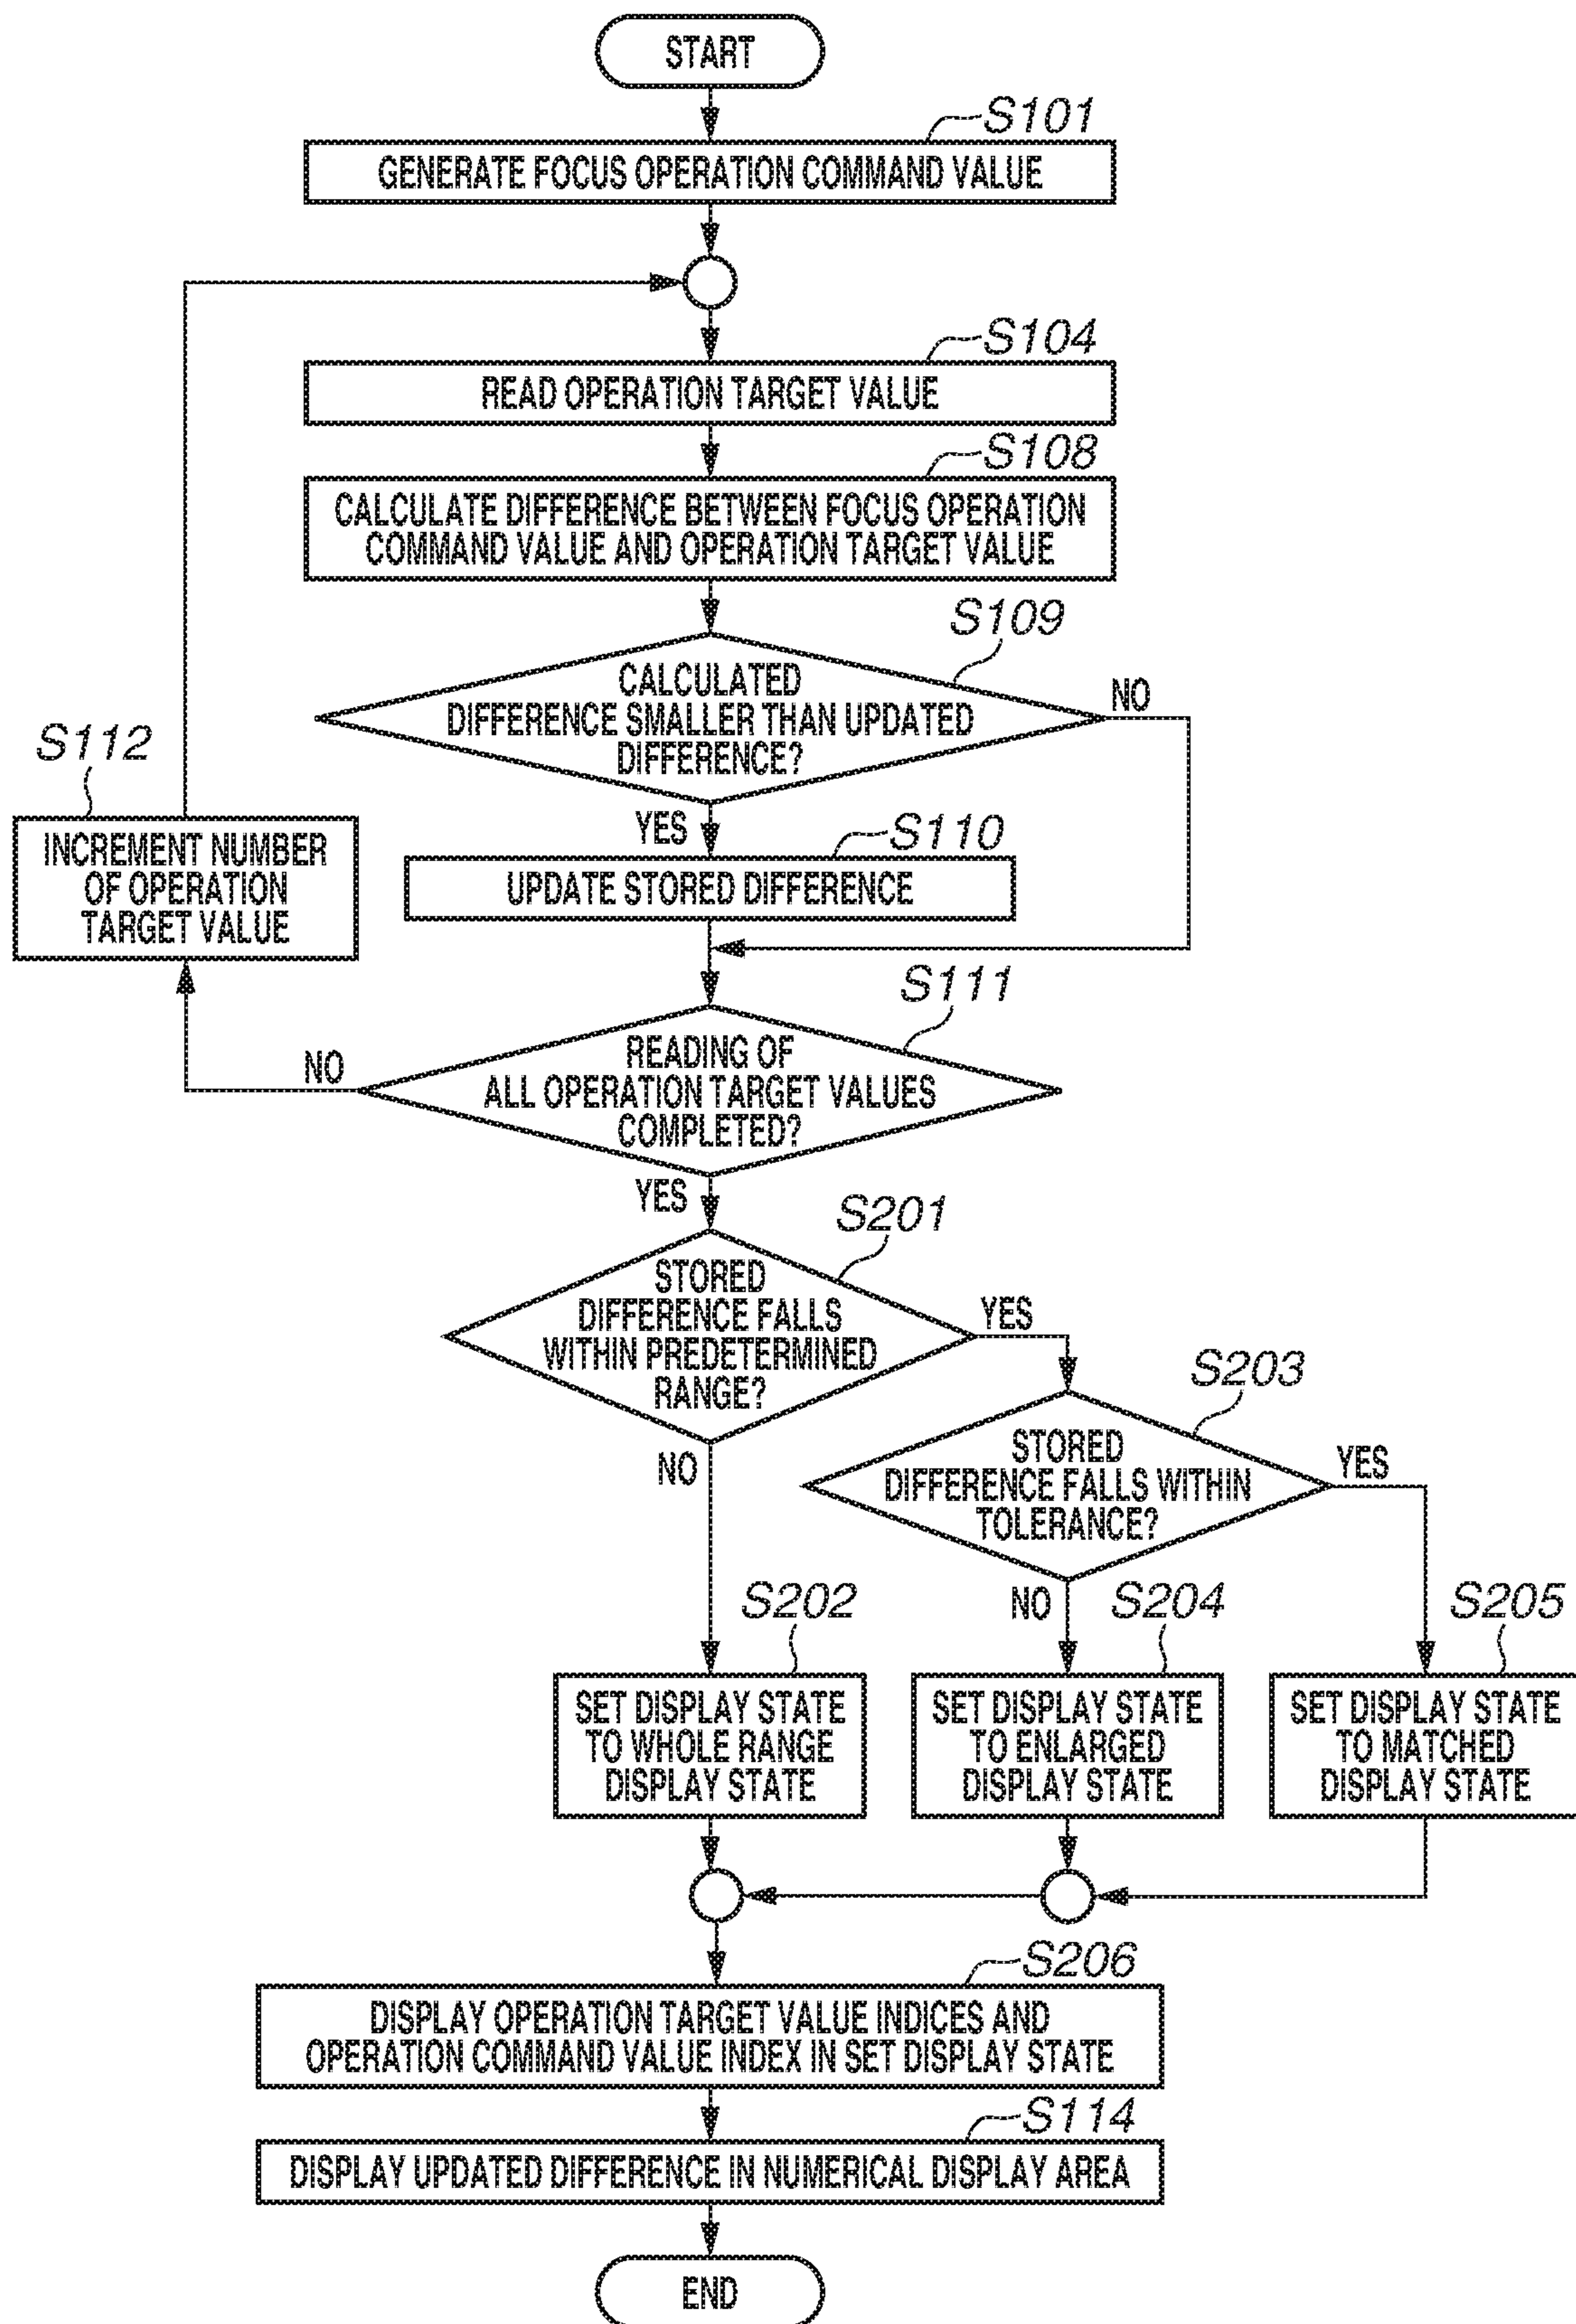 START
S101
GENERATE FOCUS OPERATION COMMAND VALUE
S104
READ OPERATION TARGET VALUE
S108
CALCULATE DIFFERENCE BETWEEN FOCUS OPERATION
COMMAND VALUE AND OPERATION TARGET VALUE
S109
CALCULATED
DIFFERENCE SMALLER THAN UPDATED
DIFFERENCE?
NO
YES
S112
INCREMENT NUMBER
OF OPERATION
TARGET VALUE
S110
UPDATE STORED DIFFERENCE
S111
READING OF
ALL OPERATION TARGET VALUES
COMPLETED?
NO
YES
S201
STORED
DIFFERENCE FALLS
WITHIN PREDETERMINED
RANGE?
YES
NO
S203
STORED
DIFFERENCE FALLS WITHIN
TOLERANCE?
YES
NO
S202
SET DISPLAY STATE
TO WHOLE RANGE
DISPLAY STATE
S204
SET DISPLAY STATE
TO ENLARGED
DISPLAY STATE
S205
SET DISPLAY STATE
TO MATCHED
DISPLAY STATE
S206
DISPLAY OPERATION TARGET VALUE INDICES AND
OPERATION COMMAND VALUE INDEX IN SET DISPLAY STATE
S114
DISPLAY UPDATED DIFFERENCE IN NUMERICAL DISPLAY AREA
END